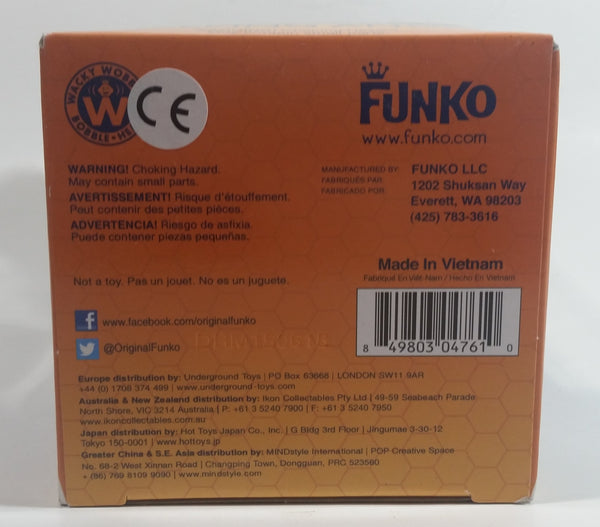 WACKY WOB
W
BOBBLE-HE
CE
FUNKO
www.funko.com
WARNING! Choking Hazard.
May contain small parts.
AVERTISSEMENT! Risque d'étouffement.
Peut contenir des petites pièces.
ADVERTENCIA! Riesgo de asfixia.
Puede contener piezas pequeñas.
MANUFACTURED BY:
FABRIQUÉS PAR:
FABRICADO POR:
FUNKO LLC
1202 Shuksan Way
Everett, WA 98203
(425) 783-3616
Not a toy. Pas un jouet. No es un juguete.
Made In Vietnam
Fabriqué En Viêt-Nam / Hecho En Vietnam
8 49803 04761 0
f www.facebook.com/originalfunko
@OriginalFunko
Europe distribution by: Underground Toys | PO Box 63668 | LONDON SW11 9AR
+44 (0) 1708 374 499 | www.underground-toys.com
Australia & New Zealand distribution by: Ikon Collectables Pty Ltd | 49-59 Seabeach Parade
North Shore, VIC 3214 Australia | P: +61 3 5240 7900 | F: +61 3 5240 7950
www.ikoncollectables.com.au
Japan distribution by: Hot Toys Japan Co., Inc. | G Bldg 3rd Floor | Jingumae 3-30-12
Tokyo 150-0001 | www.hottoys.jp
Greater China & S.E. Asia distribution by: MINDstyle International | POP Creative Space
No. 68-2 West Xinnan Road | Changping Town, Dongguan, PRC 523560
+ (86) 769 8109 9090 | www.mindstyle.com